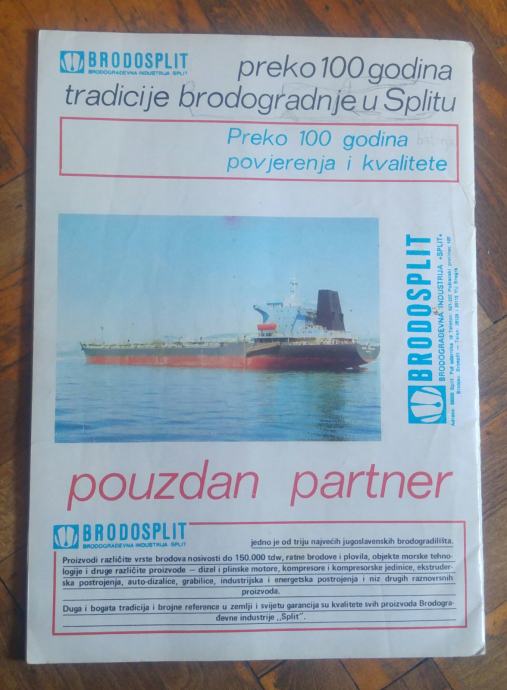 BRODOSPLIT
BRODOGRAĐEVNA INDUSTRIJA SPLIT
preko 100 godina
tradicije brodogradnje u Splitu
Preko 100 godina
povjerenja i kvalitete
BRODOSPLIT
BRODOGRAĐEVNA INDUSTRIJA »SPLIT«
pouzdan partner
BRODOSPLIT
BRODOGRAĐEVNA INDUSTRIJA SPLIT
jedno je od triju najvećih jugoslavenskih brodogradilišta.
Proizvodi različite vrste brodova nosivosti do 150.000 tdw, ratne brodove i plovila, objekte morske tehno-
logije i druge različite proizvode — dizel i plinske motore, kompresore i kompresorske jedinice, ekstruder-
ska postrojenja, auto-dizalice, grabilice, industrijska i energetska postrojenja i niz drugih raznovrsnih
proizvoda.
Duga i bogata tradicija i brojne reference u zemlji i svijetu garancija su kvalitete svih proizvoda Brodogra-
đevne industrije ,,Split".